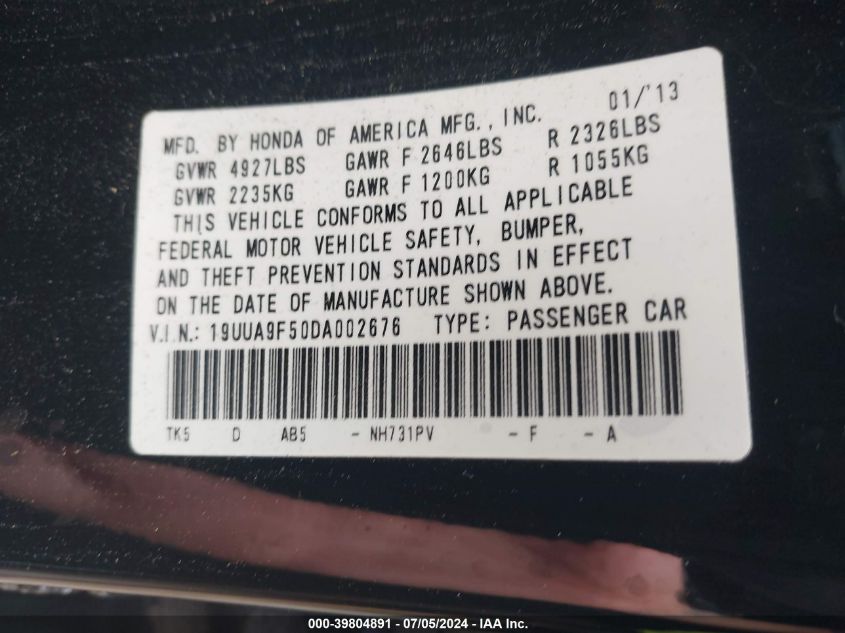 01/'13
MFD. BY HONDA OF AMERICA MFG., INC.
GVWR 4927LBS GAWR F 2646LBS R 2326LBS
GVWR 2235KG GAWR F 1200KG R 1055KG
THIS VEHICLE CONFORMS TO ALL APPLICABLE
FEDERAL MOTOR VEHICLE SAFETY, BUMPER,
AND THEFT PREVENTION STANDARDS IN EFFECT
ON THE DATE OF MANUFACTURE SHOWN ABOVE.
V.I.N.: 19UUA9F50DA002676 TYPE: PASSENGER CAR
TK5 D AB5 - NH731PV - F - A
000-39804891 / 07/05/2024 - IAA Inc.